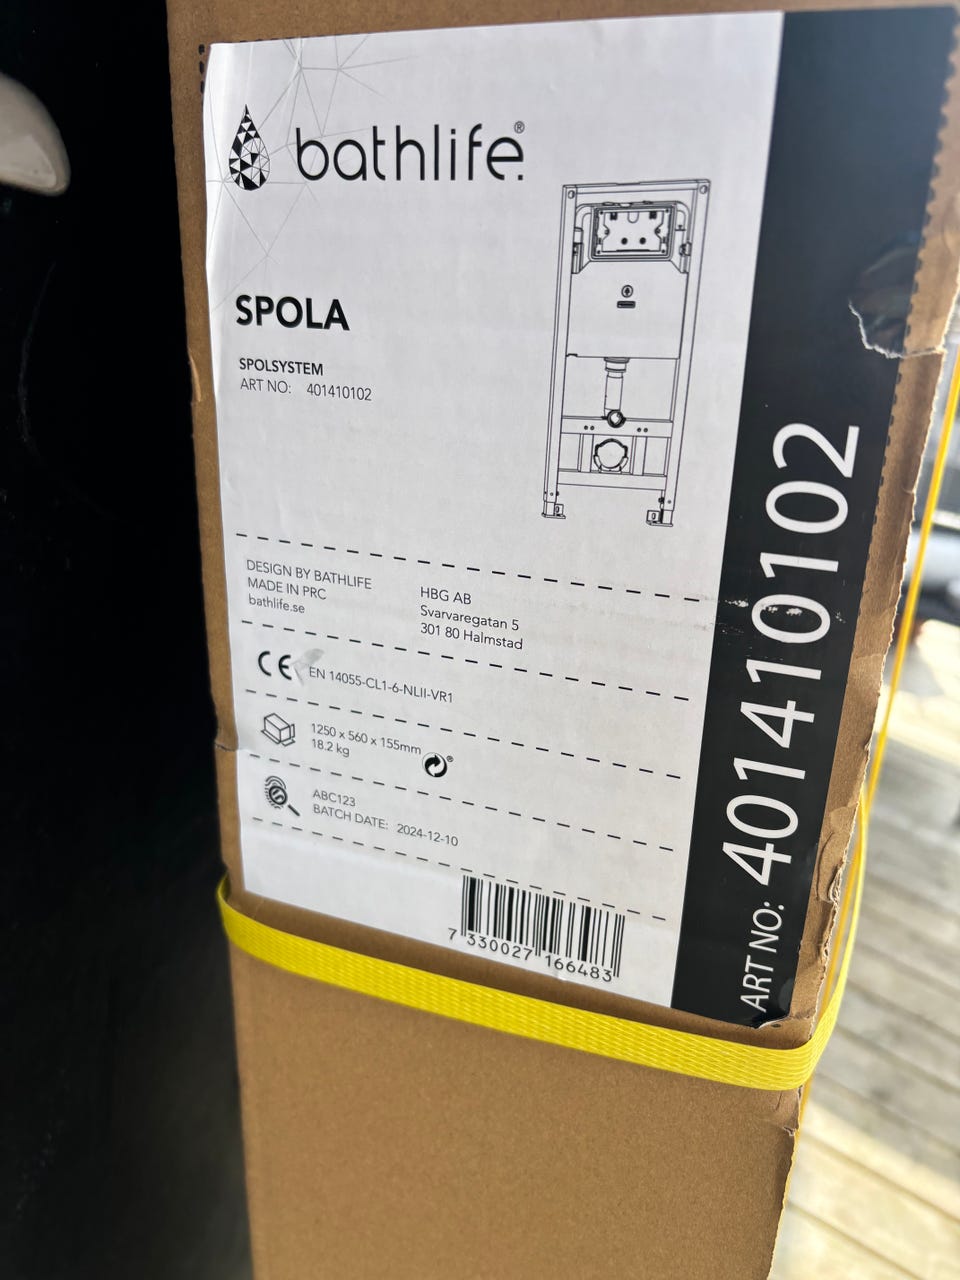 bathlife®
SPOLA
SPOLSYSTEM
ART NO: 401410102
DESIGN BY BATHLIFE
MADE IN PRC
bathlife.se
HBG AB
Svarvaregatan 5
301 80 Halmstad
CE EN 14055-CL1-6-NLII-VR1
1250 x 560 x 155mm
18.2 kg
ABC123
BATCH DATE: 2024-12-10
7 330027 166483
ART NO: 401410102